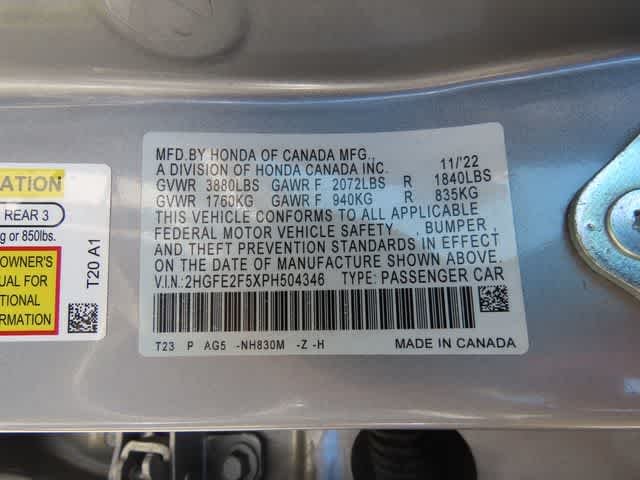 MFD.BY HONDA OF CANADA MFG.,
A DIVISION OF HONDA CANADA INC. 11/'22
GVWR 3880LBS GAWR F 2072LBS R 1840LBS
GVWR 1760KG GAWR F 940KG R 835KG
THIS VEHICLE CONFORMS TO ALL APPLICABLE
FEDERAL MOTOR VEHICLE SAFETY , BUMPER ,
AND THEFT PREVENTION STANDARDS IN EFFECT
ON THE DATE OF MANUFACTURE SHOWN ABOVE.
V.I.N.:2HGFE2F5XPH504346 TYPE: PASSENGER CAR
T23 P AG5 -NH830M -Z -H MADE IN CANADA
ATION
REAR 3
g or 850lbs.
OWNER'S
UAL FOR
TIONAL
RMATION
T20 A1